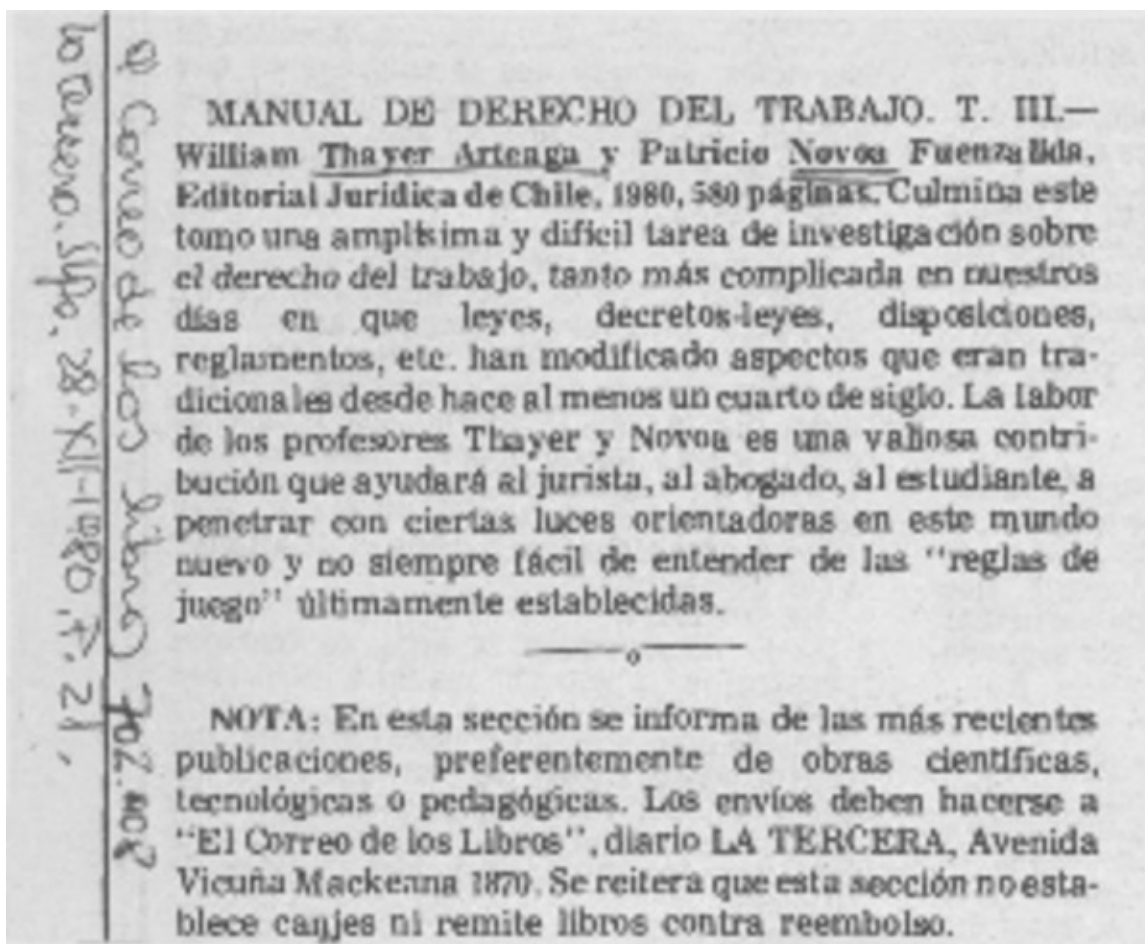 MANUAL DE DERECHO DEL TRABAJO. T. III.—
William Thayer Arteaga y Patricio Novoa Fuenzalida,
Editorial Jurídica de Chile, 1980, 580 páginas. Culmina este
tomo una amplísima y difícil tarea de investigación sobre
el derecho del trabajo, tanto más complicada en nuestros
días en que leyes, decretos-leyes, disposiciones,
reglamentos, etc. han modificado aspectos que eran tra-
dicionales desde hace al menos un cuarto de siglo. La labor
de los profesores Thayer y Novoa es una valiosa contri-
bución que ayudará al jurista, al abogado, al estudiante, a
penetrar con ciertas luces orientadoras en este mundo
nuevo y no siempre fácil de entender de las "reglas de
juego" últimamente establecidas.
NOTA: En esta sección se informa de las más recientes
publicaciones, preferentemente de obras científicas,
tecnológicas o pedagógicas. Los envíos deben hacerse a
"El Correo de los Libros", diario LA TERCERA, Avenida
Vicuña Mackenna 1870. Se reitera que esta sección no esta-
blece canjes ni remite libros contra reembolso.
El Correo de los libros
La Tercera. Stgo, 28-XII-1980, P. 21.